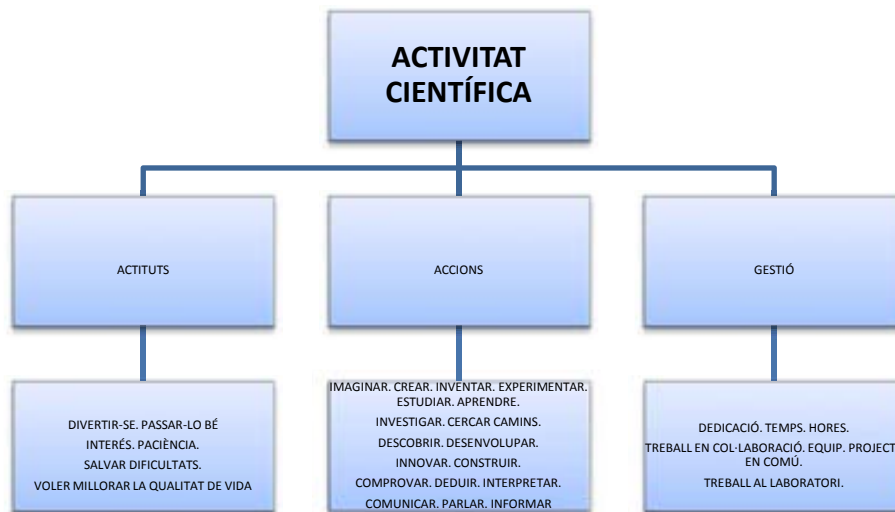 ACTIVITAT
CIENTÍFICA
ACTITUTS
ACCIONS
GESTIÓ
DIVERTIR-SE. PASSAR-LO BÉ
INTERÉS. PACIÈNCIA.
SALVAR DIFICULTATS.
VOLER MILLORAR LA QUALITAT DE VIDA
IMAGINAR. CREAR. INVENTAR. EXPERIMENTAR.
ESTUDIAR. APRENDRE.
INVESTIGAR. CERCAR CAMINS.
DESCOBRIR. DESENVOLUPAR.
INNOVAR. CONSTRUIR.
COMPROVAR. DEDUIR. INTERPRETAR.
COMUNICAR. PARLAR. INFORMAR
DEDICACIÓ. TEMPS. HORES.
TREBALL EN COL·LABORACIÓ. EQUIP. PROJECT
EN COMÚ.
TREBALL AL LABORATORI.